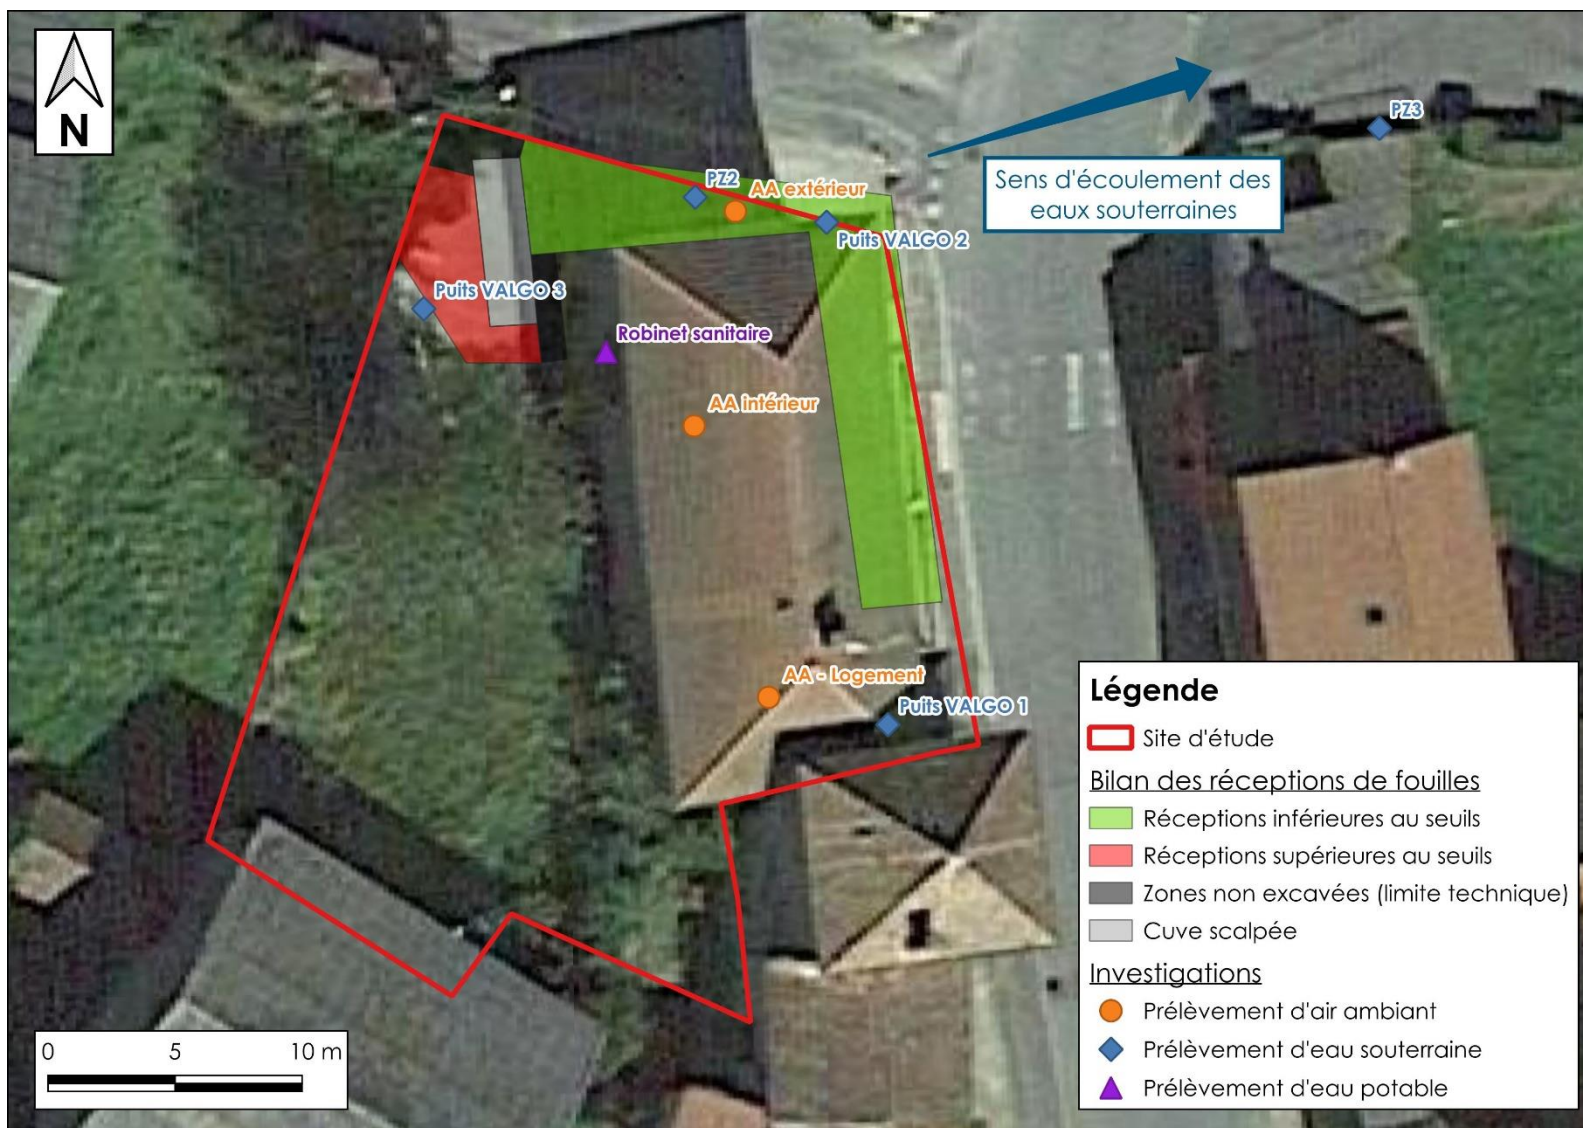 N
PZ3
Sens d'écoulement des
eaux souterraines
PZ2
AA extérieur
Puits VALGO 2
Puits VALGO 3
Robinet sanitaire
AA intérieur
AA - Logement
Puits VALGO 1
Légende
Site d'étude
Bilan des réceptions de fouilles
Réceptions inférieures au seuils
Réceptions supérieures au seuils
Zones non excavées (limite technique)
Cuve scalpée
Investigations
Prélèvement d'air ambiant
Prélèvement d'eau souterraine
Prélèvement d'eau potable
0 5 10 m